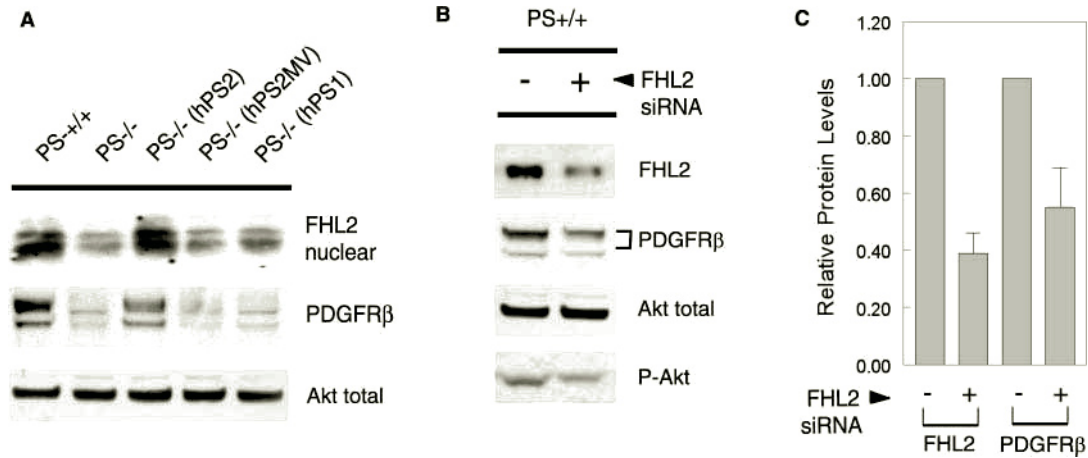 A
PS-+/+
PS-/-
PS-/- (hPS2)
PS-/- (hPS2MV)
PS-/- (hPS1)
FHL2
nuclear
PDGFRβ
Akt total
B
PS+/+
- + ◄ FHL2
siRNA
FHL2
PDGFRβ
Akt total
P-Akt
C
Relative Protein Levels
1.20
1.00
0.80
0.60
0.40
0.20
0.00
FHL2 ► - + - +
siRNA
FHL2 PDGFRβ